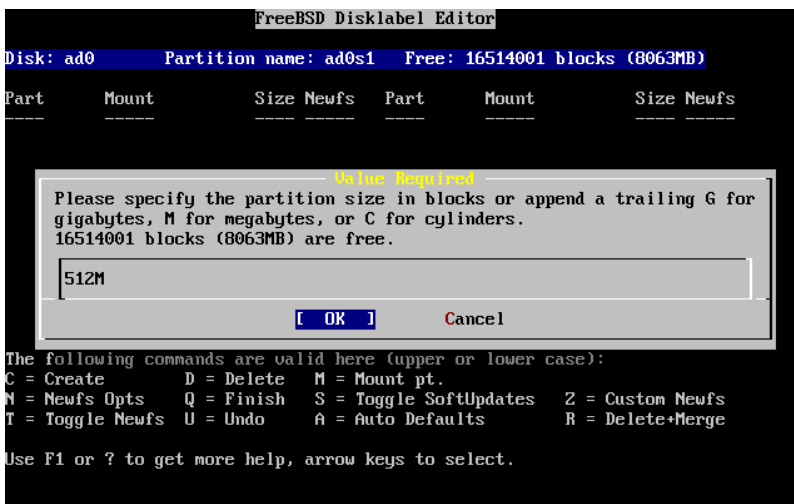 FreeBSD Disklabel Editor
Disk: ad0 Partition name: ad0s1 Free: 16514001 blocks (8063MB)
Part Mount Size Newfs Part Mount Size Newfs
---- ----- ---- ----- ---- ----- ---- -----
Value Required
Please specify the partition size in blocks or append a trailing G for
gigabytes, M for megabytes, or C for cylinders.
16514001 blocks (8063MB) are free.
512M
[ OK ] Cancel
The following commands are valid here (upper or lower case):
C = Create D = Delete M = Mount pt.
N = Newfs Opts Q = Finish S = Toggle SoftUpdates Z = Custom Newfs
T = Toggle Newfs U = Undo A = Auto Defaults R = Delete+Merge
Use F1 or ? to get more help, arrow keys to select.